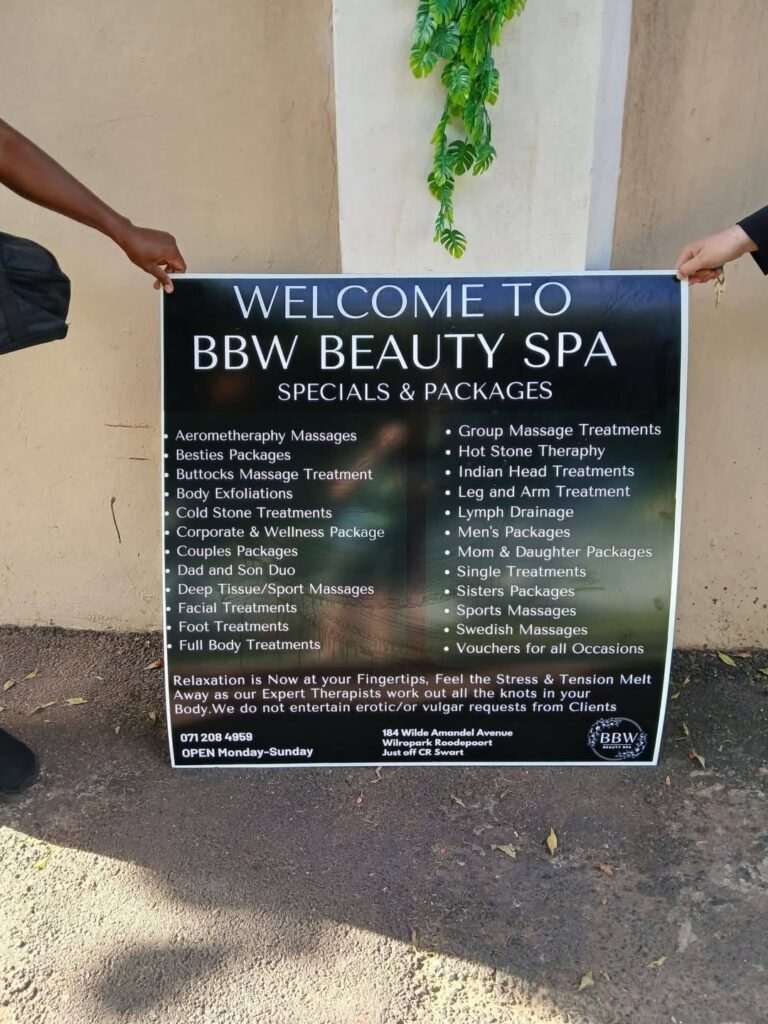 WELCOME TO
BBW BEAUTY SPA
SPECIALS & PACKAGES
• Aerometheraphy Massages
• Besties Packages
• Buttocks Massage Treatment
• Body Exfoliations
• Cold Stone Treatments
• Corporate & Wellness Package
• Couples Packages
• Dad and Son Duo
• Deep Tissue/Sport Massages
• Facial Treatments
• Foot Treatments
• Full Body Treatments
• Group Massage Treatments
• Hot Stone Theraphy
• Indian Head Treatments
• Leg and Arm Treatment
• Lymph Drainage
• Men's Packages
• Mom & Daughter Packages
• Single Treatments
• Sisters Packages
• Sports Massages
• Swedish Massages
• Vouchers for all Occasions
Relaxation is Now at your Fingertips, Feel the Stress & Tension Melt
Away as our Expert Therapists work out all the knots in your
Body.We do not entertain erotic/or vulgar requests from Clients
071 208 4959
OPEN Monday-Sunday
184 Wilde Amandel Avenue
Wilropark Roodepoort
Just off CR Swart
BBW
BEAUTY SPA